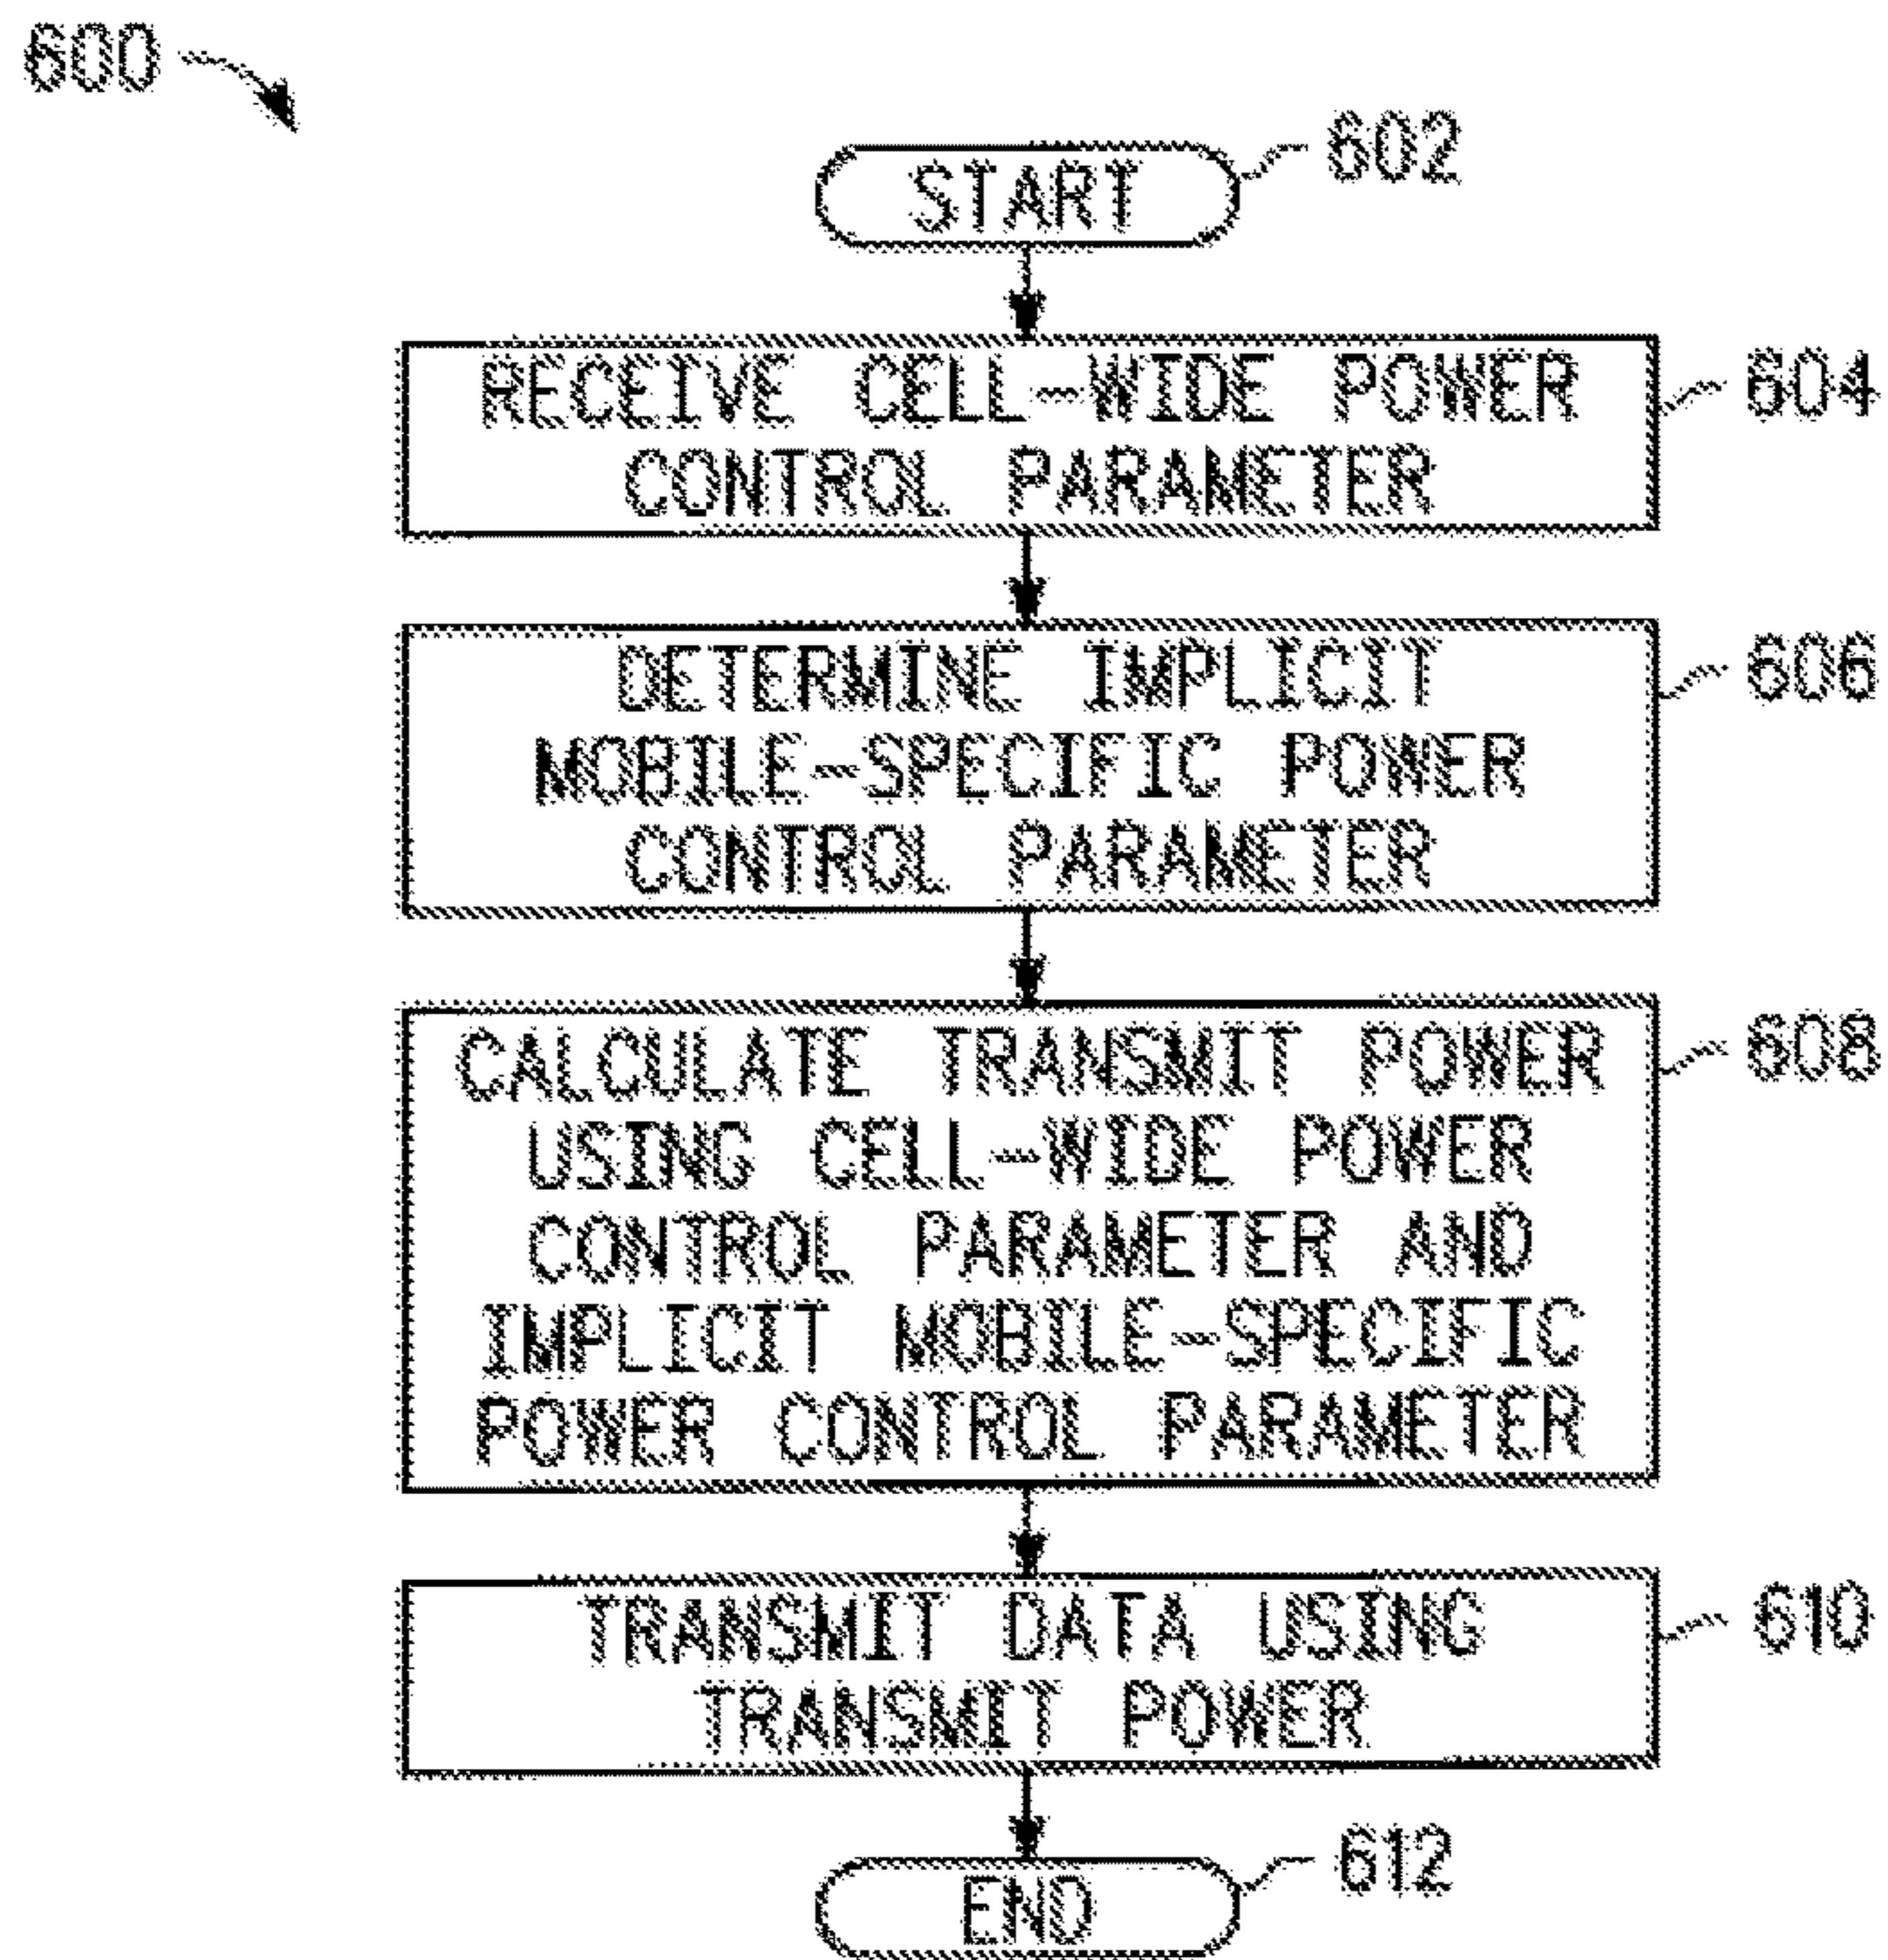 600
START
602
RECEIVE CELL-WIDE POWER
CONTROL PARAMETER
604
DETERMINE IMPLICIT
MOBILE-SPECIFIC POWER
CONTROL PARAMETER
606
CALCULATE TRANSMIT POWER
USING CELL-WIDE POWER
CONTROL PARAMETER AND
IMPLICIT MOBILE-SPECIFIC
POWER CONTROL PARAMETER
608
TRANSMIT DATA USING
TRANSMIT POWER
610
END
612